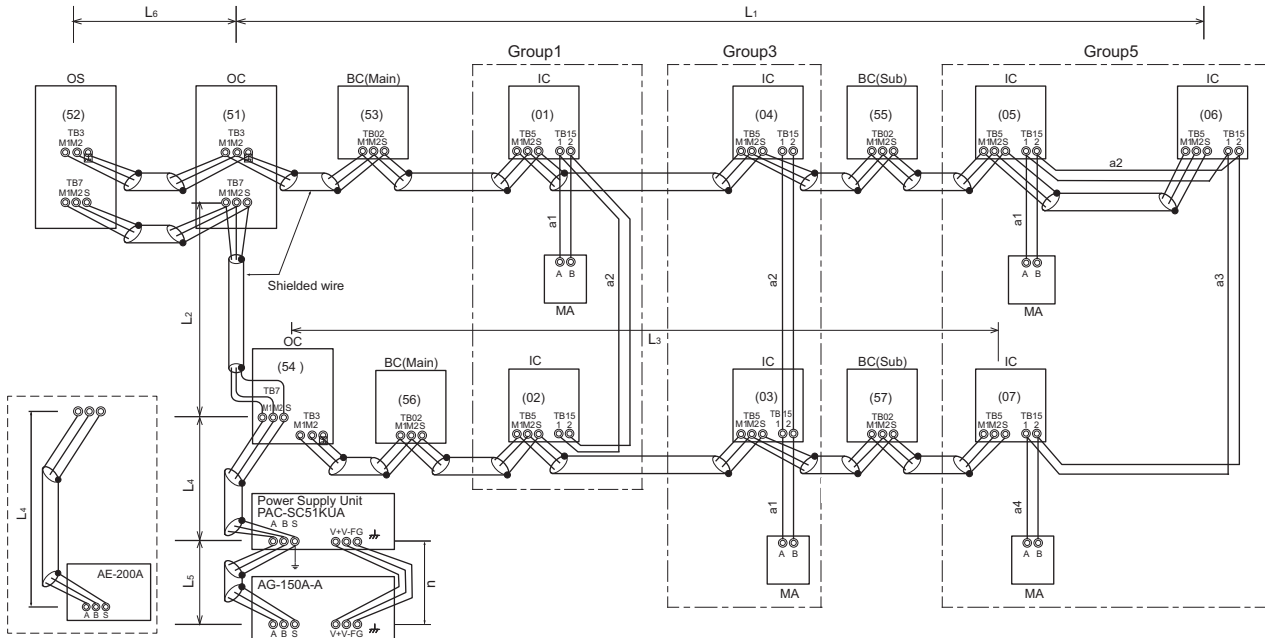 L6
L1
Group1
Group3
Group5
OS
OC
BC(Main)
IC
IC
BC(Sub)
IC
IC
(52)
(51)
(53)
(01)
(04)
(55)
(05)
(06)
TB3
M1M2
TB3
M1M2
TB02
M1M2S
TB5
M1M2S
TB15
1 2
TB5
M1M2S
TB15
1 2
TB02
M1M2S
TB5
M1M2S
TB15
1 2
TB5
M1M2S
TB15
1 2
TB7
M1M2 S
TB7
M1M2 S
a2
a1
a2
a2
a1
a3
A B
MA
A B
MA
Shielded wire
L2
L3
OC
(54 )
TB7
M1M2 S
TB3
M1M2
BC(Main)
(56)
TB02
M1M2S
IC
(02)
TB5
M1M2S
TB15
1 2
IC
(03)
TB5
M1M2S
TB15
1 2
BC(Sub)
(57)
TB02
M1M2S
IC
(07)
TB5
M1M2S
TB15
1 2
L4
L4
Power Supply Unit
PAC-SC51KUA
A B S
V+V-FG
a1
a4
A B
MA
A B
MA
L5
n
AE-200A
A B S
AG-150A-A
A B S
V+V-FG